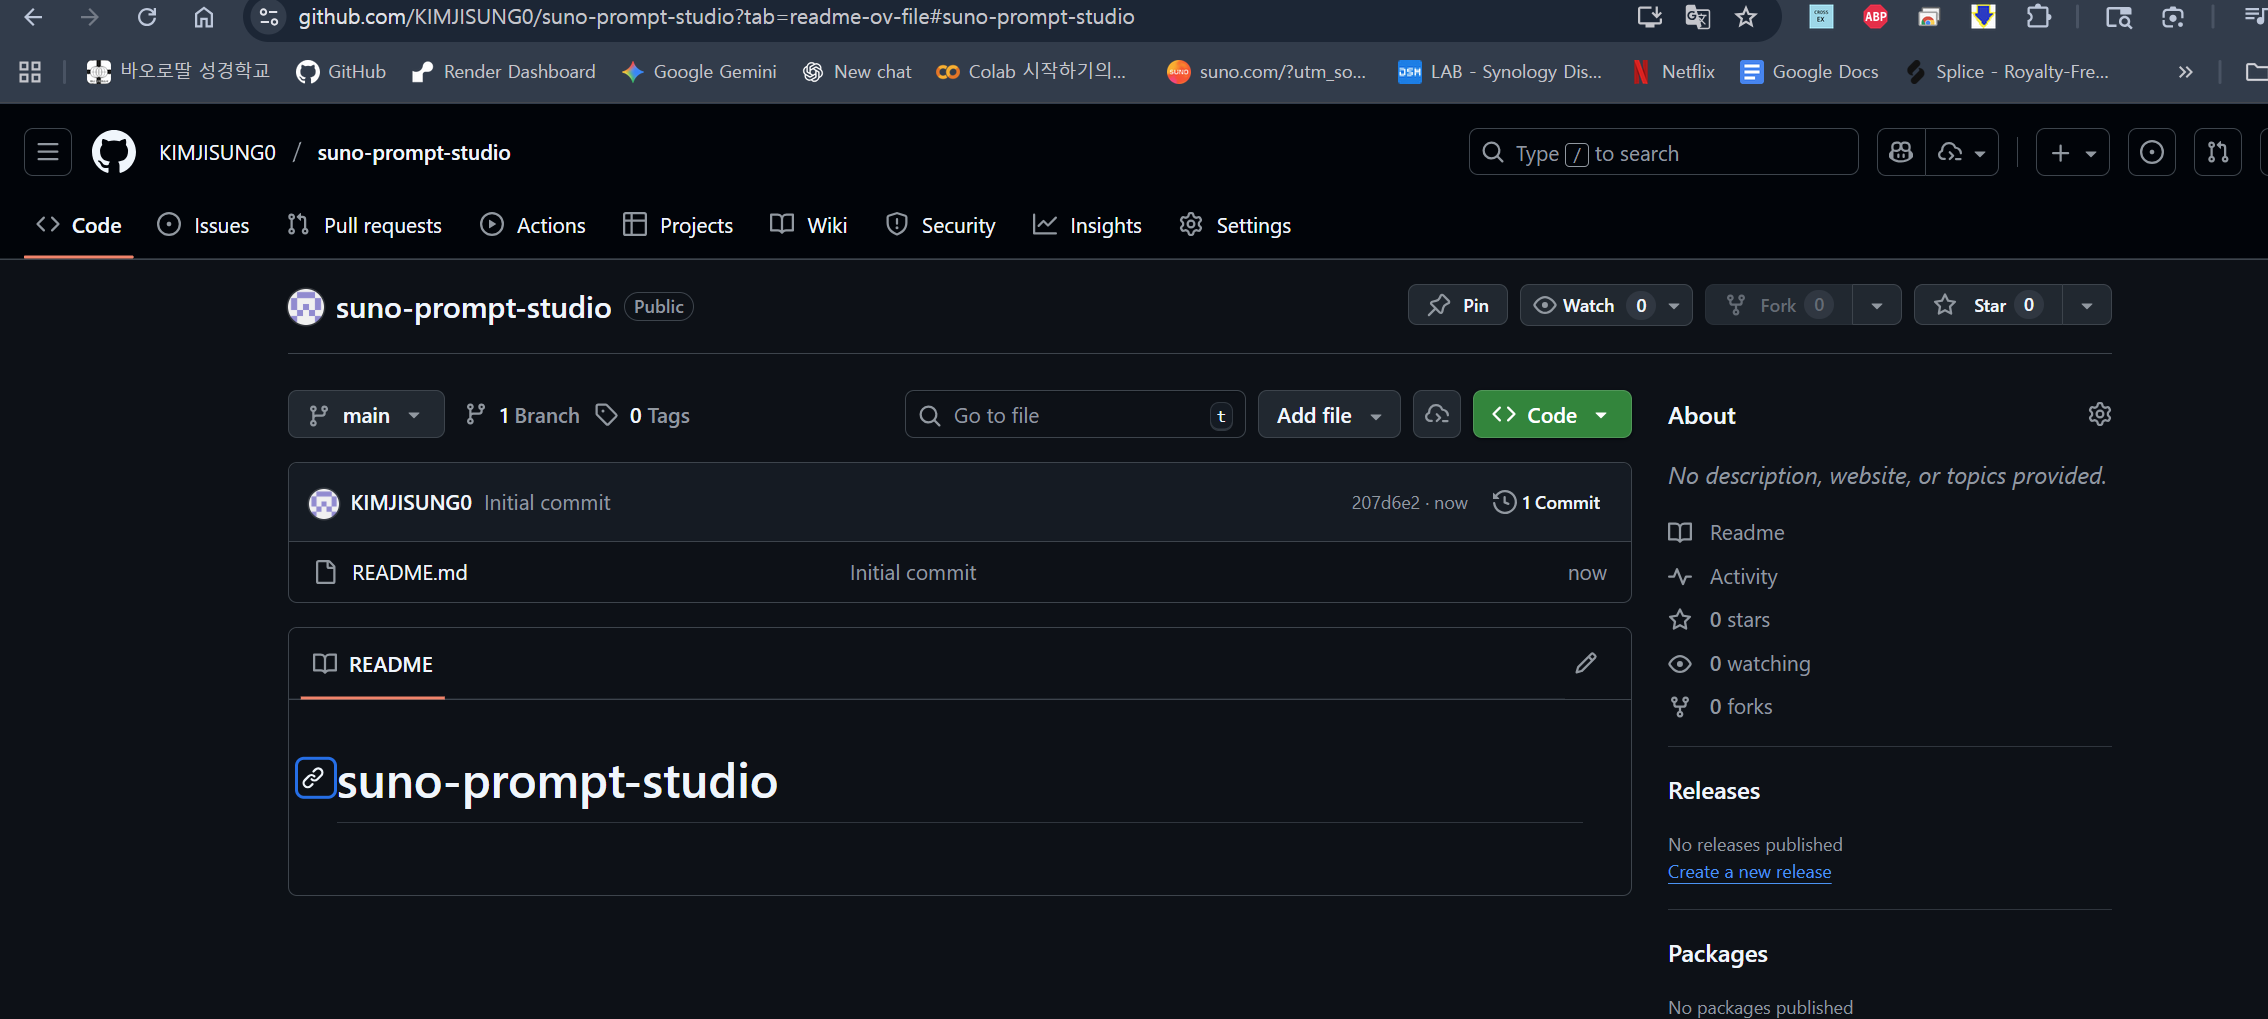 github.com/KIMJISUNG0/suno-prompt-studio?tab=readme-ov-file#suno-prompt-studio
CROSS EX
ABP
바오로딸 성경학교 GitHub Render Dashboard Google Gemini New chat Colab 시작하기의... SUNO suno.com/?utm_so... DSM LAB - Synology Dis... Netflix Google Docs Splice - Royalty-Fre...
KIMJISUNG0 / suno-prompt-studio
Type / to search
Code Issues Pull requests Actions Projects Wiki Security Insights Settings
suno-prompt-studio Public
Pin Watch 0 Fork 0 Star 0
main 1 Branch 0 Tags Go to file t Add file Code
About
No description, website, or topics provided.
KIMJISUNG0 Initial commit 207d6e2 · now 1 Commit
README.md Initial commit now
README
suno-prompt-studio
Readme
Activity
0 stars
0 watching
0 forks
Releases
No releases published
Create a new release
Packages
No packages published